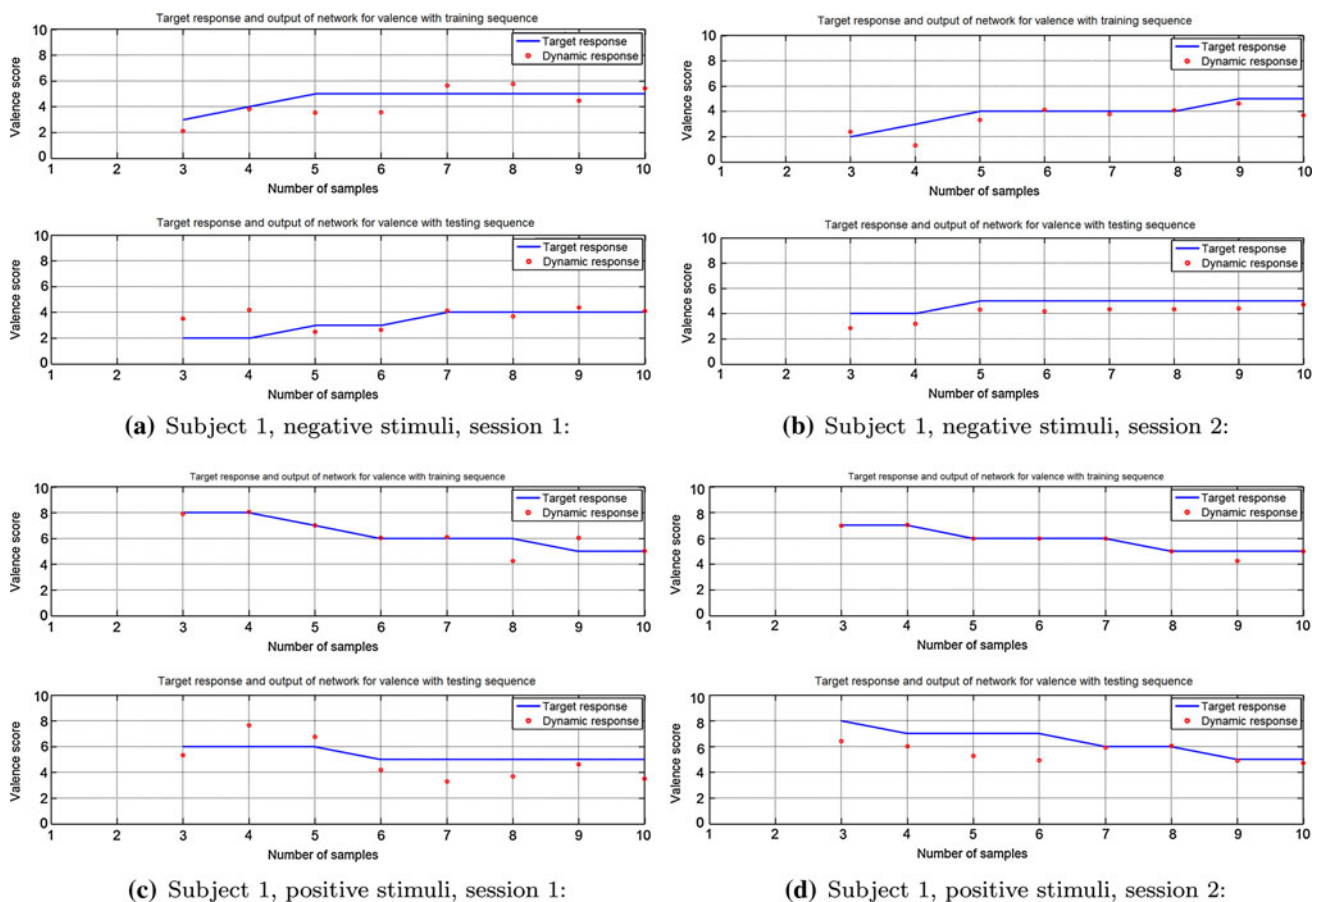 Target response and output of network for valence with training sequence
10
8
6
4
2
0
Valence score
Target response
Dynamic response
1 2 3 4 5 6 7 8 9 10
Number of samples
Target response and output of network for valence with testing sequence
10
8
6
4
2
0
Valence score
Target response
Dynamic response
1 2 3 4 5 6 7 8 9 10
Number of samples
(a) Subject 1, negative stimuli, session 1:
Target response and output of network for valence with training sequence
10
8
6
4
2
0
Valence score
Target response
Dynamic response
1 2 3 4 5 6 7 8 9 10
Number of samples
Target response and output of network for valence with testing sequence
10
8
6
4
2
0
Valence score
Target response
Dynamic response
1 2 3 4 5 6 7 8 9 10
Number of samples
(b) Subject 1, negative stimuli, session 2:
Target response and output of network for valence with training sequence
10
8
6
4
2
0
Valence score
Target response
Dynamic response
1 2 3 4 5 6 7 8 9 10
Number of samples
Target response and output of network for valence with testing sequence
10
8
6
4
2
0
Valence score
Target response
Dynamic response
1 2 3 4 5 6 7 8 9 10
Number of samples
(c) Subject 1, positive stimuli, session 1:
Target response and output of network for valence with training sequence
10
8
6
4
2
0
Valence score
Target response
Dynamic response
1 2 3 4 5 6 7 8 9 10
Number of samples
Target response and output of network for valence with testing sequence
10
8
6
4
2
0
Valence score
Target response
Dynamic response
1 2 3 4 5 6 7 8 9 10
Number of samples
(d) Subject 1, positive stimuli, session 2: